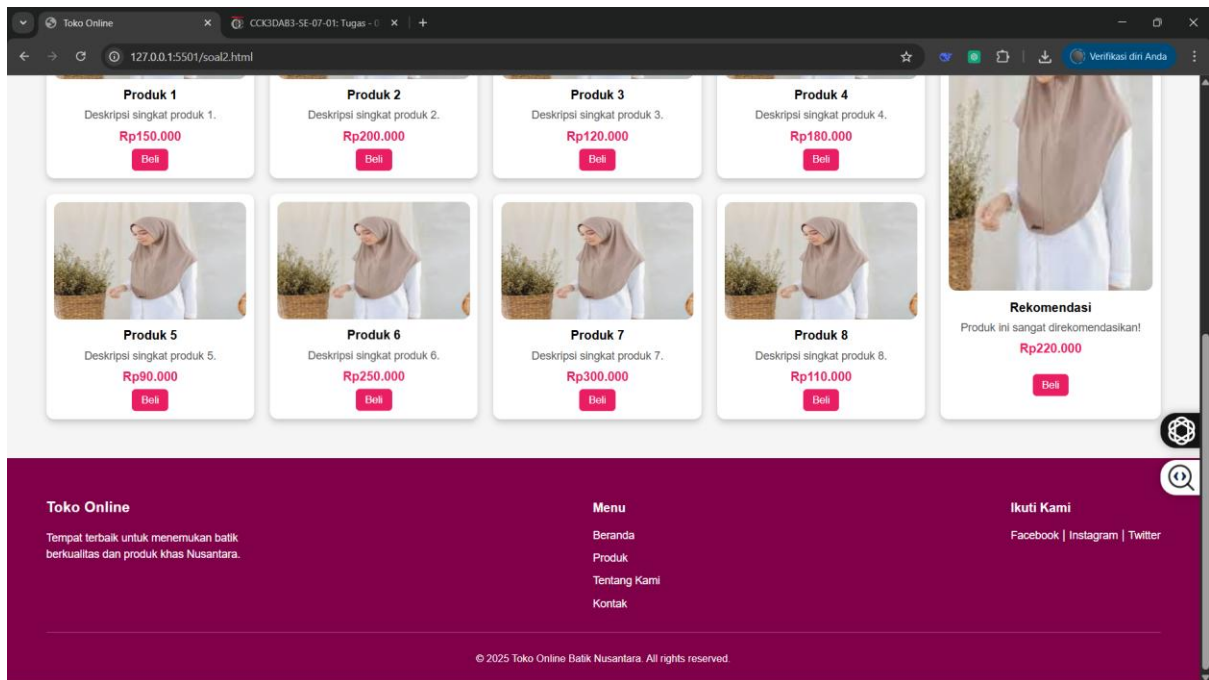 Toko Online
CCK3DAB3-SE-07-01: Tugas - 
127.0.0.1:5501/soal2.html
Verifikasi diri Anda
Produk 1
Deskripsi singkat produk 1.
Rp150.000
Beli
Produk 2
Deskripsi singkat produk 2.
Rp200.000
Beli
Produk 3
Deskripsi singkat produk 3.
Rp120.000
Beli
Produk 4
Deskripsi singkat produk 4.
Rp180.000
Beli
Produk 5
Deskripsi singkat produk 5.
Rp90.000
Beli
Produk 6
Deskripsi singkat produk 6.
Rp250.000
Beli
Produk 7
Deskripsi singkat produk 7.
Rp300.000
Beli
Produk 8
Deskripsi singkat produk 8.
Rp110.000
Beli
Rekomendasi
Produk ini sangat direkomendasikan!
Rp220.000
Beli
Toko Online
Tempat terbaik untuk menemukan batik
berkualitas dan produk khas Nusantara.
Menu
Beranda
Produk
Tentang Kami
Kontak
Ikuti Kami
Facebook | Instagram | Twitter
© 2025 Toko Online Batik Nusantara. All rights reserved.